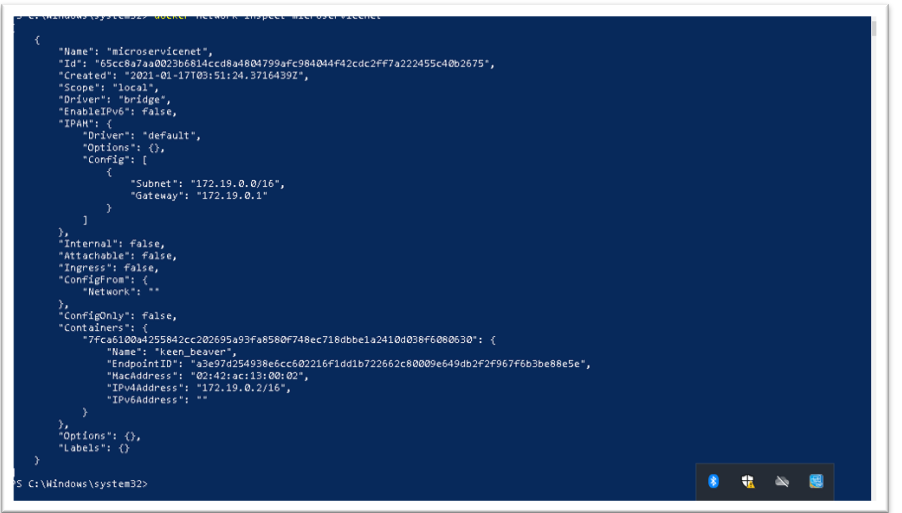 PS C:\Windows\system32> docker network inspect microservicenet
[
    {
        "Name": "microservicenet",
        "Id": "65cc8a7aa0023b6814ccd8a4804799afc984044f42cdc2ff7a222455c40b2675",
        "Created": "2021-01-17T03:51:24.3716439Z",
        "Scope": "local",
        "Driver": "bridge",
        "EnableIPv6": false,
        "IPAM": {
            "Driver": "default",
            "Options": {},
            "Config": [
                {
                    "Subnet": "172.19.0.0/16",
                    "Gateway": "172.19.0.1"
                }
            ]
        },
        "Internal": false,
        "Attachable": false,
        "Ingress": false,
        "ConfigFrom": {
            "Network": ""
        },
        "ConfigOnly": false,
        "Containers": {
            "7fca6100a4255842cc202695a93fa8580f748ec718dbbe1a2410d038f6080630": {
                "Name": "keen_beaver",
                "EndpointID": "a3e97d254938e6cc602216f1dd1b722662c80009e649db2f2f967f6b3be88e5e",
                "MacAddress": "02:42:ac:13:00:02",
                "IPv4Address": "172.19.0.2/16",
                "IPv6Address": ""
            }
        },
        "Options": {},
        "Labels": {}
    }
]
PS C:\Windows\system32>